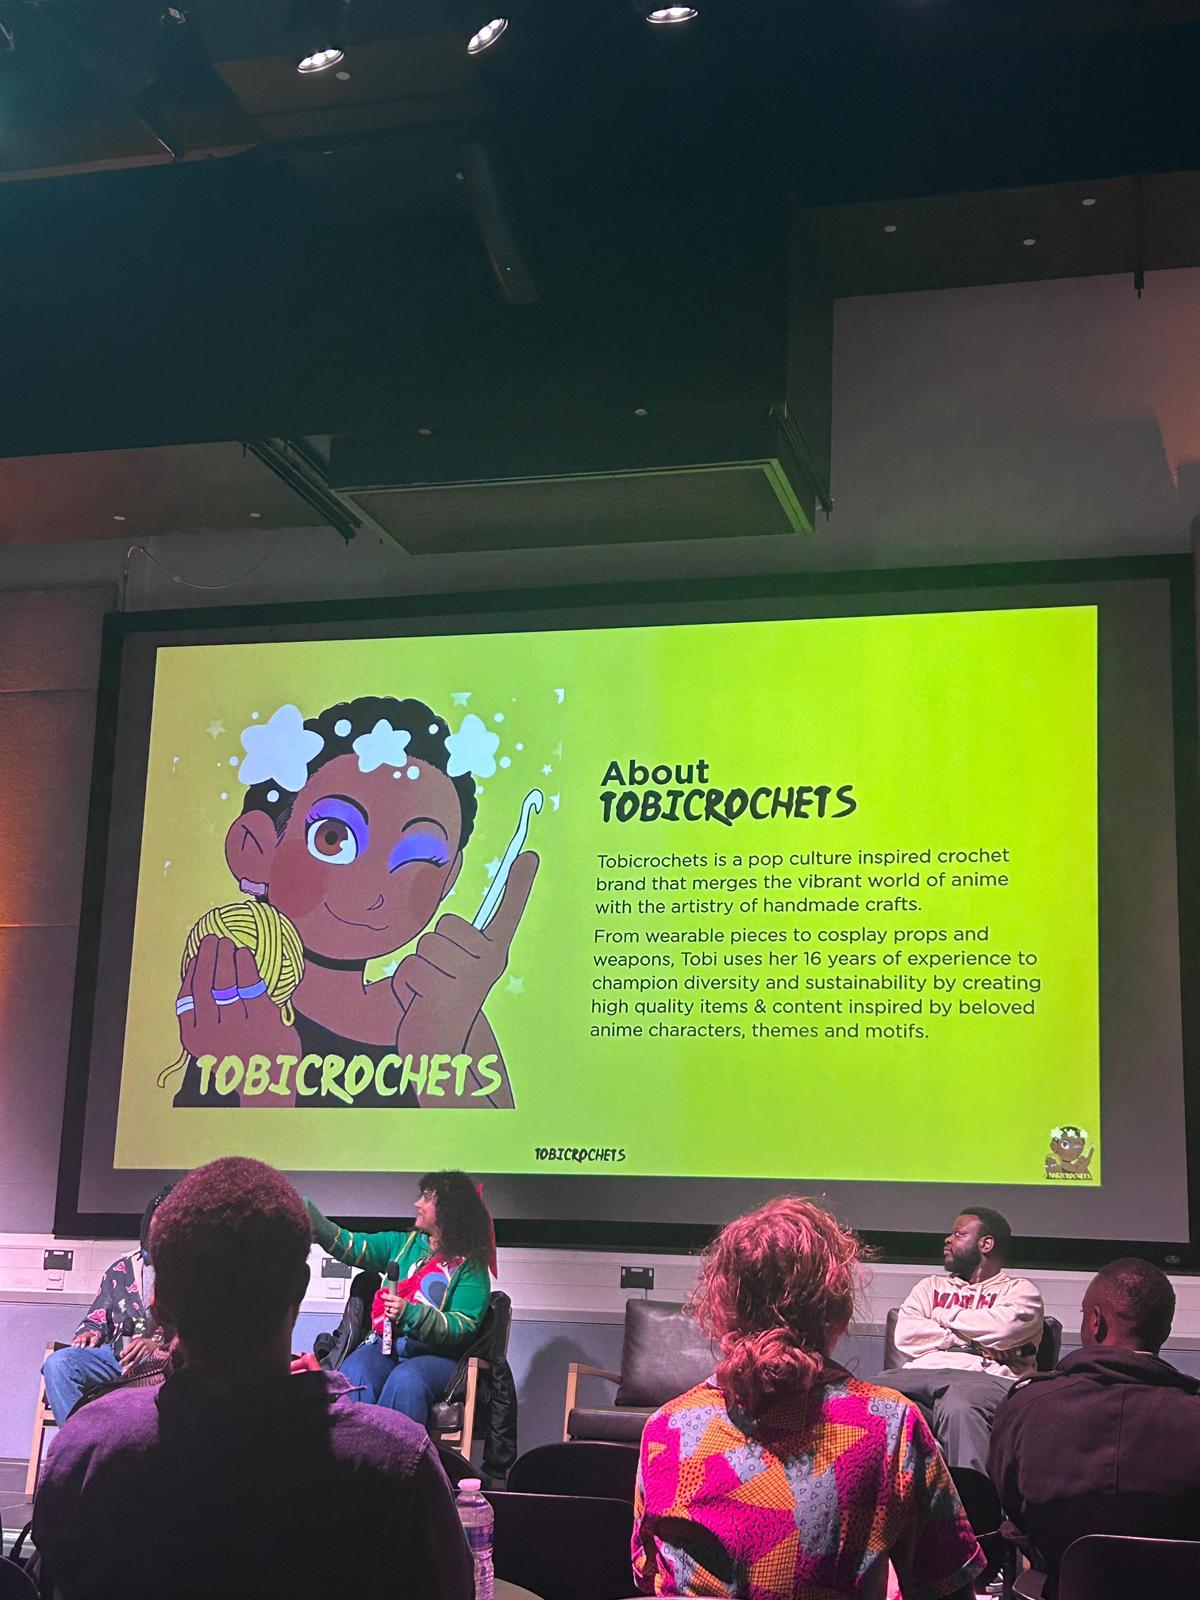 About
TOBICROCHETS
Tobicrochets is a pop culture inspired crochet
brand that merges the vibrant world of anime
with the artistry of handmade crafts.
From wearable pieces to cosplay props and
weapons, Tobi uses her 16 years of experience to
champion diversity and sustainability by creating
high quality items & content inspired by beloved
anime characters, themes and motifs.
TOBICROCHETS
TOBICROCHETS
TOBICROCHETS